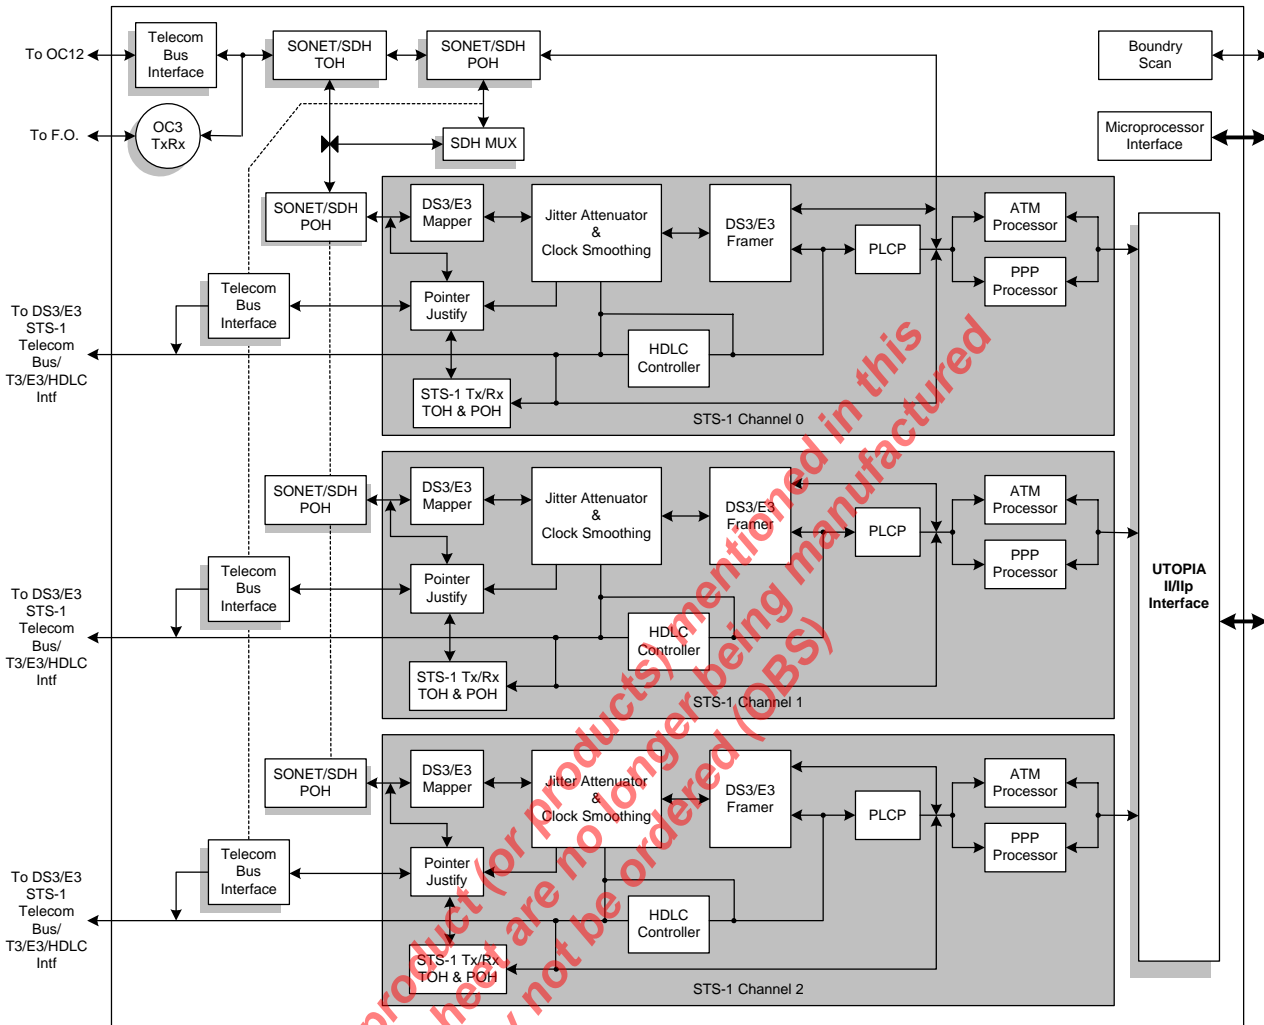 To OC12
Telecom
Bus
Interface
SONET/SDH
TOH
SONET/SDH
POH
Boundry
Scan
To F.O.
OC3
TxRx
SDH MUX
Microprocessor
Interface
SONET/SDH
POH
DS3/E3
Mapper
Jitter Attenuator
&
Clock Smoothing
DS3/E3
Framer
PLCP
ATM
Processor
PPP
Processor
Telecom
Bus
Interface
Pointer
Justify
To DS3/E3
STS-1
Telecom
Bus/
T3/E3/HDLC
Intf
HDLC
Controller
STS-1 Tx/Rx
TOH & POH
STS-1 Channel 0
SONET/SDH
POH
DS3/E3
Mapper
Jitter Attenuator
&
Clock Smoothing
DS3/E3
Framer
PLCP
ATM
Processor
PPP
Processor
Telecom
Bus
Interface
Pointer
Justify
To DS3/E3
STS-1
Telecom
Bus/
T3/E3/HDLC
Intf
HDLC
Controller
STS-1 Tx/Rx
TOH & POH
STS-1 Channel 1
UTOPIA
II/IIp
Interface
SONET/SDH
POH
DS3/E3
Mapper
Jitter Attenuator
&
Clock Smoothing
DS3/E3
Framer
PLCP
ATM
Processor
PPP
Processor
Telecom
Bus
Interface
Pointer
Justify
To DS3/E3
STS-1
Telecom
Bus/
T3/E3/HDLC
Intf
HDLC
Controller
STS-1 Tx/Rx
TOH & POH
STS-1 Channel 2
product (or products) mentioned in this
sheet are no longer being manufactured
not be ordered (OBS)